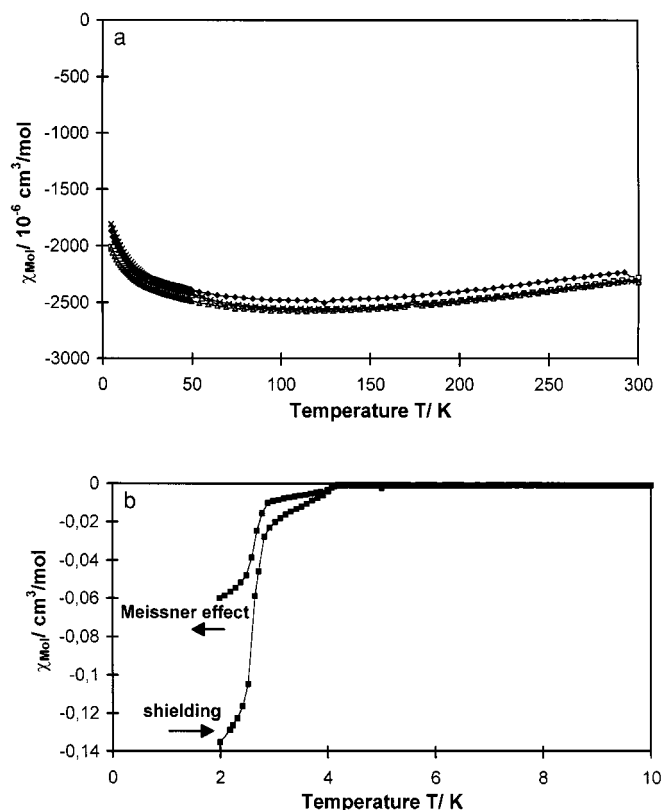 a
0
-500
-1000
-1500
-2000
-2500
-3000
χMol/ 10-6 cm3/mol
0 50 100 150 200 250 300
Temperature T/ K
b
0
-0,02
-0,04
-0,06
-0,08
-0,1
-0,12
-0,14
χMol/ cm3/mol
Meissner effect
shielding
0 2 4 6 8 10
Temperature T/ K